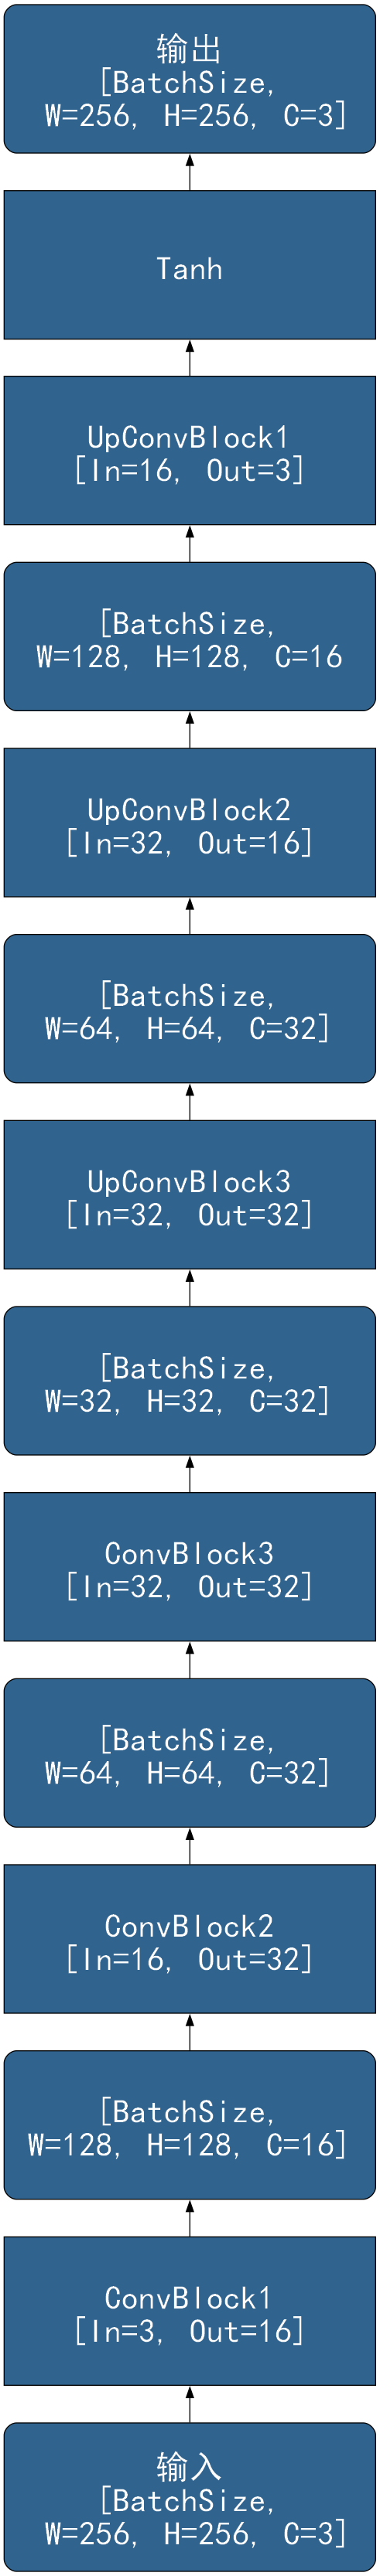 输出
[BatchSize,
W=256, H=256, C=3]
Tanh
UpConvBlock1
[In=16, Out=3]
[BatchSize,
W=128, H=128, C=16
UpConvBlock2
[In=32, Out=16]
[BatchSize,
W=64, H=64, C=32]
UpConvBlock3
[In=32, Out=32]
[BatchSize,
W=32, H=32, C=32]
ConvBlock3
[In=32, Out=32]
[BatchSize,
W=64, H=64, C=32]
ConvBlock2
[In=16, Out=32]
[BatchSize,
W=128, H=128, C=16]
ConvBlock1
[In=3, Out=16]
输入
[BatchSize,
W=256, H=256, C=3]